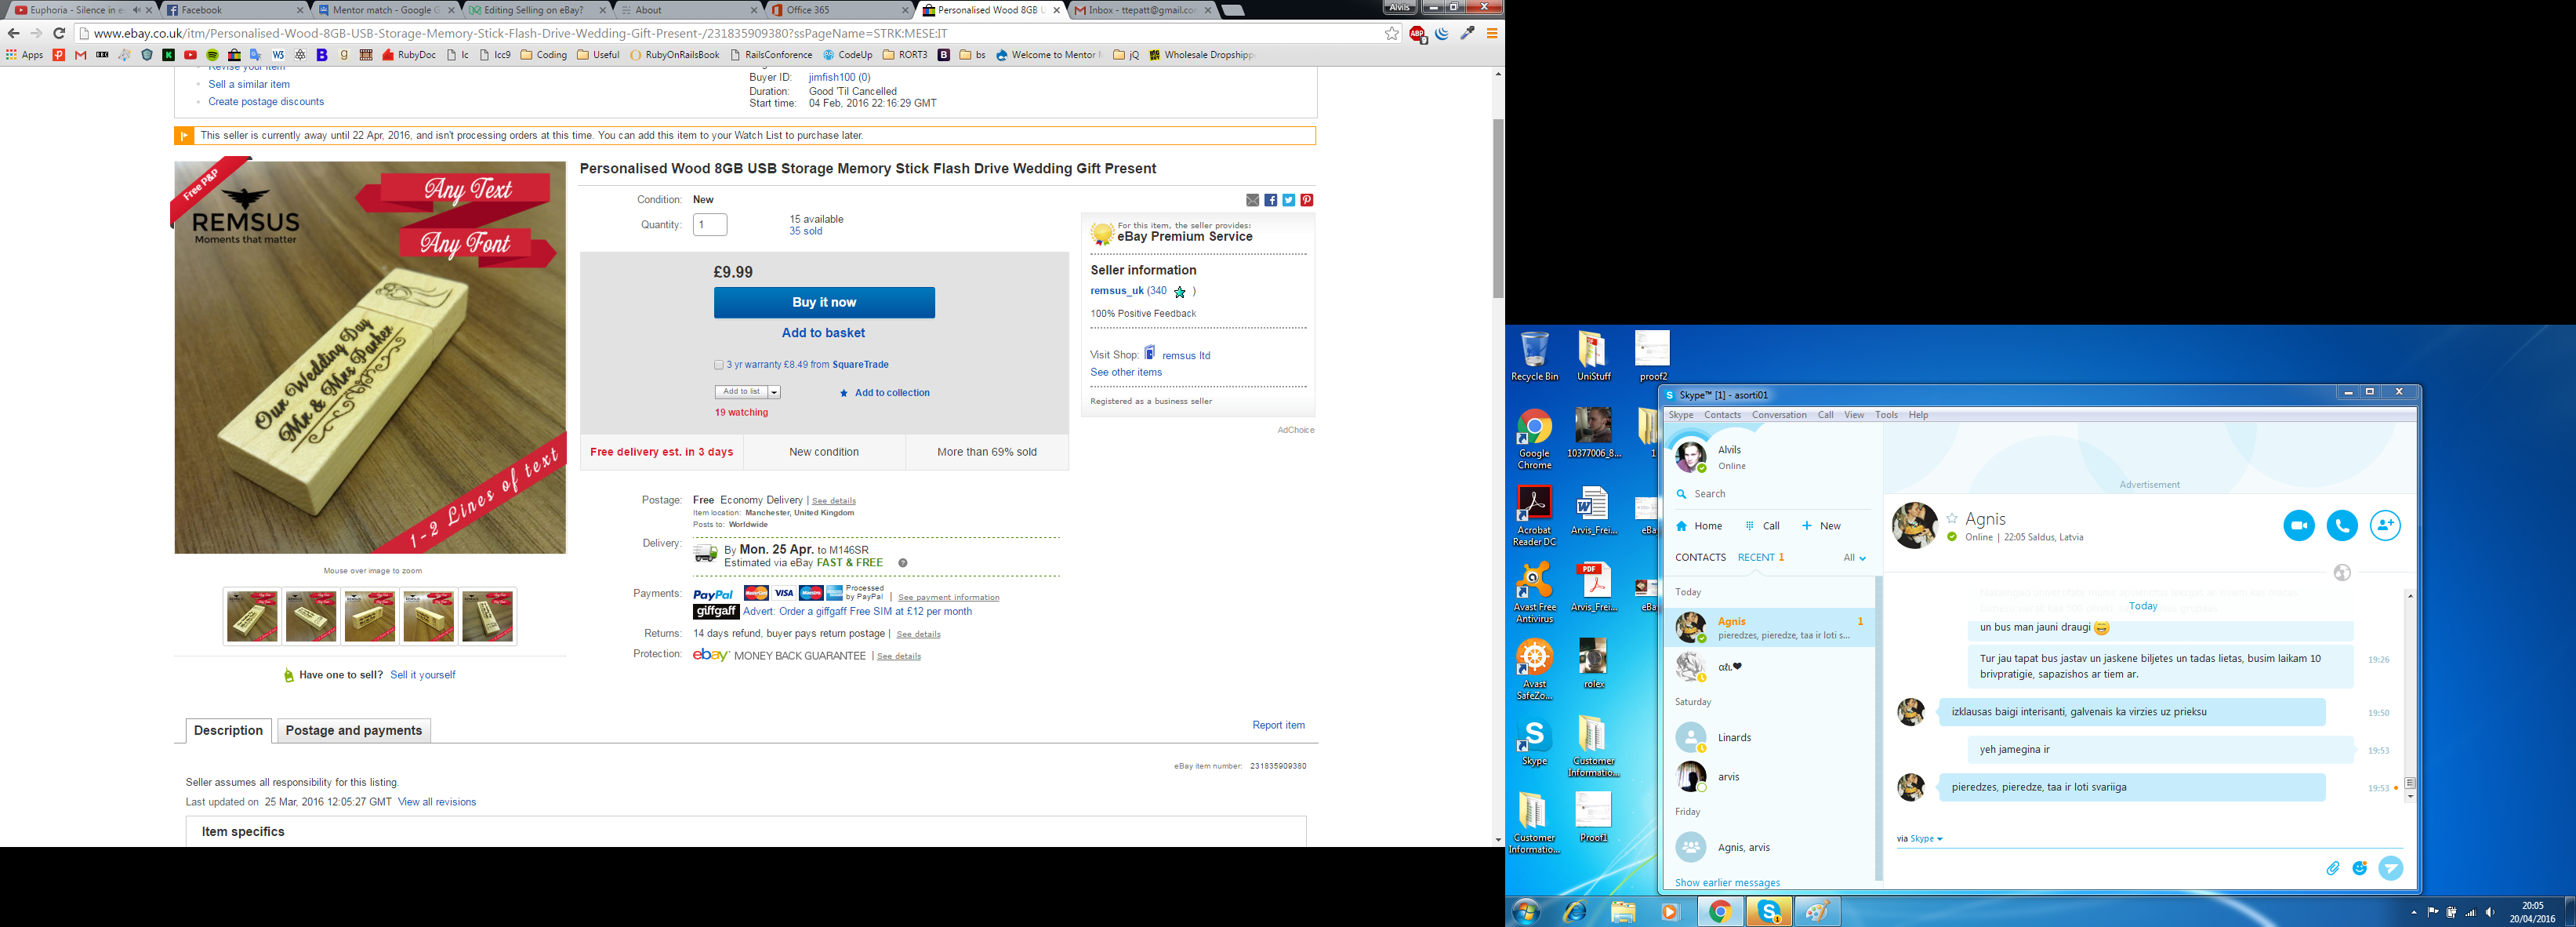 Euphoria - Silence in e
Facebook
Mentor match - Google G
Editing Selling on eBay?
About
Office 365
Personalised Wood 8GB U
Inbox - ttepatt@gmail.co
Alvis
www.ebay.co.uk/itm/Personalised-Wood-8GB-USB-Storage-Memory-Stick-Flash-Drive-Wedding-Gift-Present-/231835909380?ssPageName=STRK:MESE:IT
Apps
RubyDoc
lc
lcc9
Coding
Useful
RubyOnRailsBook
RailsConference
CodeUp
RORT3
bs
Welcome to Mentor
jQ
Wholesale Dropshipp
Revise your item
Sell a similar item
Create postage discounts
Buyer ID: jimfish100 (0)
Duration: Good 'Til Cancelled
Start time: 04 Feb, 2016 22:16:29 GMT
This seller is currently away until 22 Apr, 2016, and isn't processing orders at this time. You can add this item to your Watch List to purchase later.
Free P&P
REMSUS
Moments that matter
Any Text
Any Font
Our Wedding Day
Mr & Mrs Parker
1-2 Lines of text
Mouse over image to zoom
Have one to sell? Sell it yourself
Personalised Wood 8GB USB Storage Memory Stick Flash Drive Wedding Gift Present
Condition: New
Quantity: 1
15 available
35 sold
£9.99
Buy it now
Add to basket
3 yr warranty £8.49 from SquareTrade
Add to list
Add to collection
19 watching
Free delivery est. in 3 days
New condition
More than 69% sold
Postage: Free Economy Delivery | See details
Item location: Manchester, United Kingdom
Posts to: Worldwide
Delivery: By Mon. 25 Apr. to M146SR
Estimated via eBay FAST & FREE
Payments: PayPal MasterCard VISA Maestro Processed by PayPal | See payment information
giffgaff Advert: Order a giffgaff Free SIM at £12 per month
Returns: 14 days refund, buyer pays return postage | See details
Protection: ebay MONEY BACK GUARANTEE | See details
For this item, the seller provides:
eBay Premium Service
Seller information
remsus_uk (340 )
100% Positive Feedback
Visit Shop: remsus ltd
See other items
Registered as a business seller
AdChoice
Description
Postage and payments
Report item
eBay item number: 231835909380
Seller assumes all responsibility for this listing.
Last updated on 25 Mar, 2016 12:05:27 GMT View all revisions
Item specifics
Recycle Bin
UniStuff
proof2
Google Chrome
10377006_8...
1
Acrobat Reader DC
Arvis_Frei...
eBa
Avast Free Antivirus
Arvis_Frei...
eBa
Avast SafeZo...
rolex
Skype
Customer Informatio...
Customer Informatio...
Proof1
Skype™ [1] - asorti01
Skype Contacts Conversation Call View Tools Help
Alvils
Online
Search
Home
Call
New
CONTACTS
RECENT 1
All
Today
Agnis 1
pieredzes, pieredze, taa ir loti s...
Saturday
Linards
arvis
Friday
Agnis, arvis
Show earlier messages
Advertisement
Agnis
Online | 22:05 Saldus, Latvia
Today
un bus man jauni draugi
Tur jau tapat bus jastav un jaskene biljetes un tadas lietas, busim laikam 10 19:26
brivpratigie, sapazishos ar tiem ar.
izklausas baigi interisanti, galvenais ka virzies uz prieksu 19:50
yeh jamegina ir 19:53
pieredzes, pieredze, taa ir loti svariiga 19:53
via Skype
20:05
20/04/2016